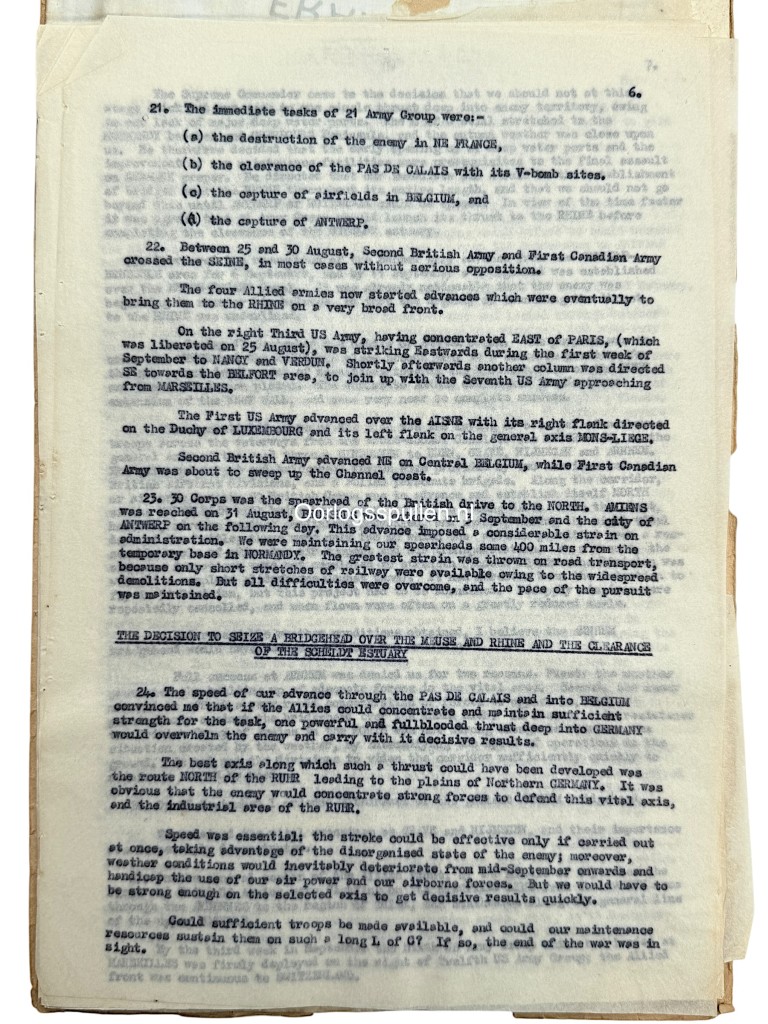 7.
6.
21. The immediate tasks of 21 Army Group were:-
(a) the destruction of the enemy in NE FRANCE,
(b) the clearance of the PAS DE CALAIS with its V-bomb sites.
(c) the capture of airfields in BELGIUM, and
(d) the capture of ANTWERP.
22. Between 25 and 30 August, Second British Army and First Canadian Army
crossed the SEINE, in most cases without serious opposition.
The four Allied armies now started advances which were eventually to
bring them to the RHINE on a very broad front.
On the right Third US Army, having concentrated EAST of PARIS, (which
was liberated on 25 August), was striking Eastwards during the first week of
September to NANCY and VERDUN. Shortly afterwards another column was directed
SE towards the BELFORT area, to join up with the Seventh US Army approaching
from MARSEILLES.
The First US Army advanced over the AISNE with its right flank directed
on the Duchy of LUXEMBOURG and its left flank on the general axis MONS-LIEGE.
Second British Army advanced NE on Central BELGIUM, while First Canadian
Army was about to sweep up the Channel coast.
23. 30 Corps was the spearhead of the British drive to the NORTH. AMIENS
was reached on 31 August, September and the city of
Oorlogsspullen.nl
ANTWERP on the following day. This advance imposed a considerable strain on
administration. We were maintaining our spearheads some 400 miles from the
temporary base in NORMANDY. The greatest strain was thrown on road transport,
because only short stretches of railway were available owing to the widespread
demolitions. But all difficulties were overcome, and the pace of the pursuit
was maintained.
THE DECISION TO SEIZE A BRIDGEHEAD OVER THE MEUSE AND RHINE AND THE CLEARANCE
OF THE SCHELDT ESTUARY
24. The speed of our advance through the PAS DE CALAIS and into BELGIUM
convinced me that if the Allies could concentrate and maintain sufficient
strength for the task, one powerful and fullblooded thrust deep into GERMANY
would overwhelm the enemy and carry with it decisive results.
The best axis along which such a thrust could have been developed was
the route NORTH of the RUHR leading to the plains of Northern GERMANY. It was
obvious that the enemy would concentrate strong forces to defend this vital axis,
and the industrial area of the RUHR.
Speed was essential: the stroke could be effective only if carried out
at once, taking advantage of the disorganised state of the enemy; moreover,
weather conditions would inevitably deteriorate from mid-September onwards and
handicap the use of our air power and our airborne forces. But we would have to
be strong enough on the selected axis to get decisive results quickly.
Could sufficient troops be made available, and could our maintenance
resources sustain them on such a long L of C? If so, the end of the war was in
sight.